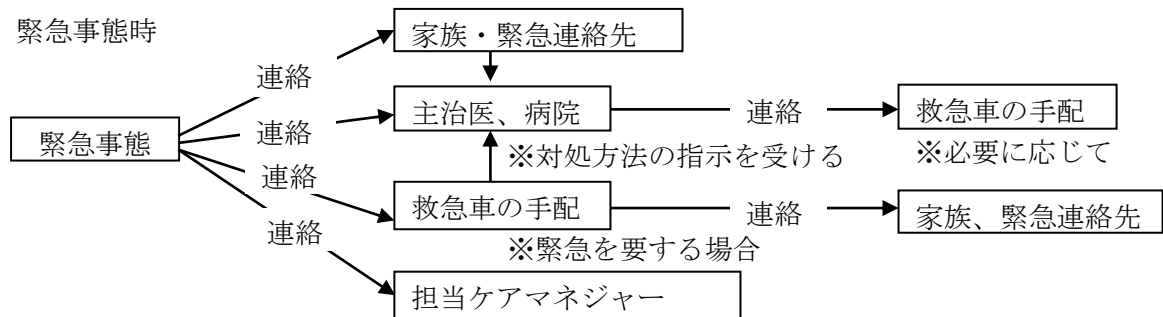 緊急事態時
家族・緊急連絡先
連絡
主治医、病院
連絡
救急車の手配
緊急事態
連絡
※対処方法の指示を受ける
※必要に応じて
連絡
救急車の手配
連絡
家族、緊急連絡先
連絡
※緊急を要する場合
担当ケアマネジャー